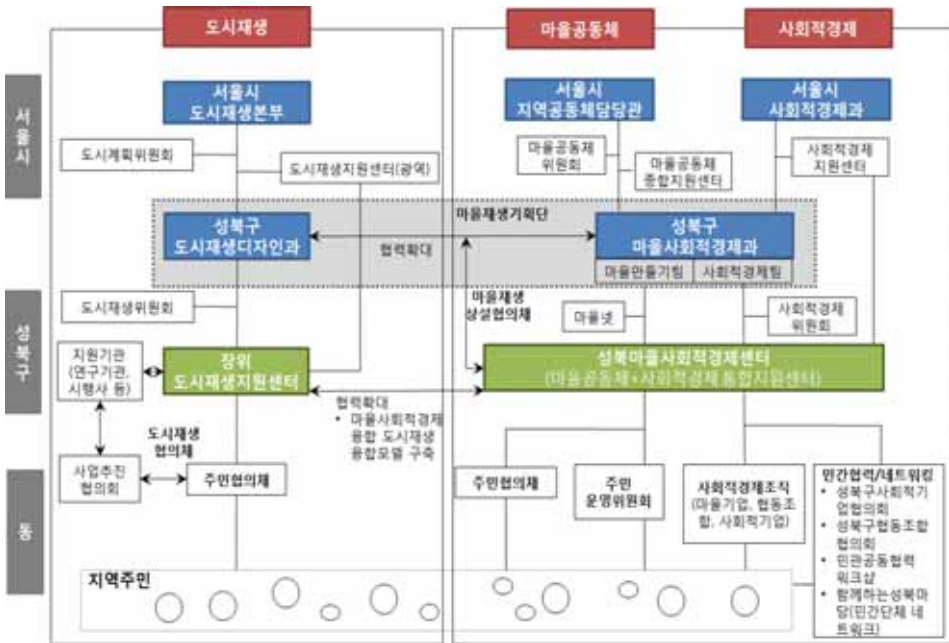 도시재생
마을공동체
사회적경제
서울시
서울시
도시재생본부
서울시
지역공동체담당관
서울시
사회적경제과
도시계획위원회
도시재생지원센터(광역)
마을공동체
위원회
마을공동체
종합지원센터
사회적경제
지원센터
마을재생기획단
성북구
도시재생디자인과
협력확대
성북구
마을사회적경제과
마을만들기팀
사회적경제팀
성북구
도시재생위원회
마을재생
상설협의체
마을넷
사회적경제
위원회
지원기관
(연구기관,
시행사 등)
장위
도시재생지원센터
성북마을사회적경제센터
(마을공동체+사회적경제 통합지원센터)
협력확대
• 마을사회적경제
융합 도시재생
융합모델 구축
도시재생
협의체
동
사업추진
협의회
주민협의체
주민협의체
주민
운영위원회
사회적경제조직
(마을기업, 협동조
합, 사회적기업)
민간협력/네트워킹
• 성북구사회적기
업협의회
• 성북구협동조합
협의회
• 민관공동협력
워크샵
• 함께하는성북마
당(민간단체 네
트워크)
지역주민